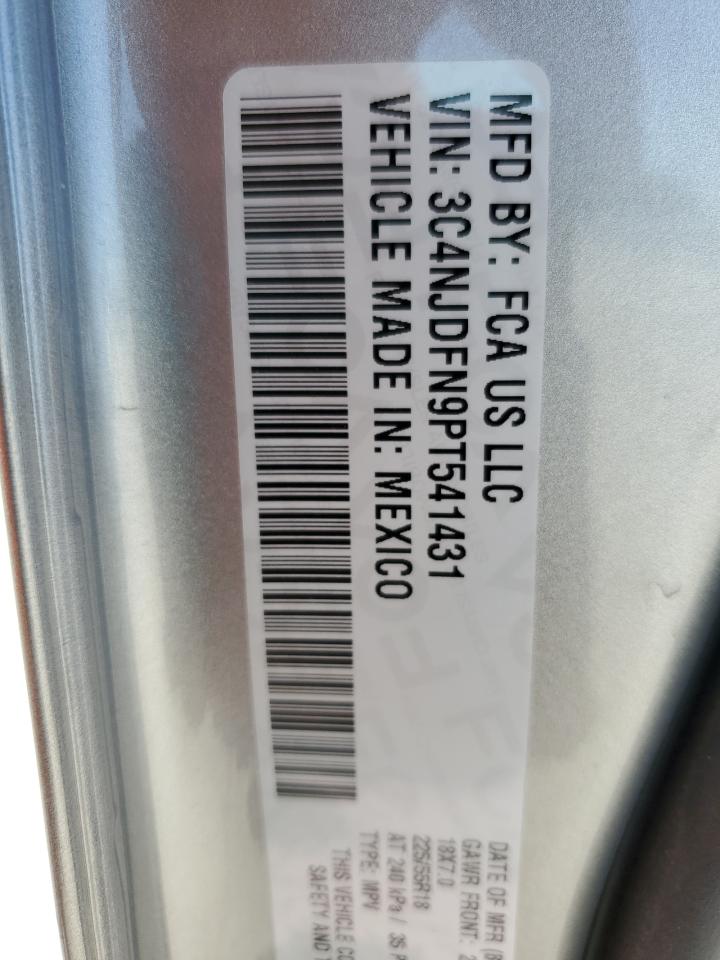 MFD BY: FCA US LLC
VIN: 3C4NJDFN9PT541431
VEHICLE MADE IN: MEXICO
DATE OF MFR
GAWR FRONT:
18X7.0
225/55R18
AT 240 kPa /
TYPE: MPV
THIS VEHICLE
SAFETY AND